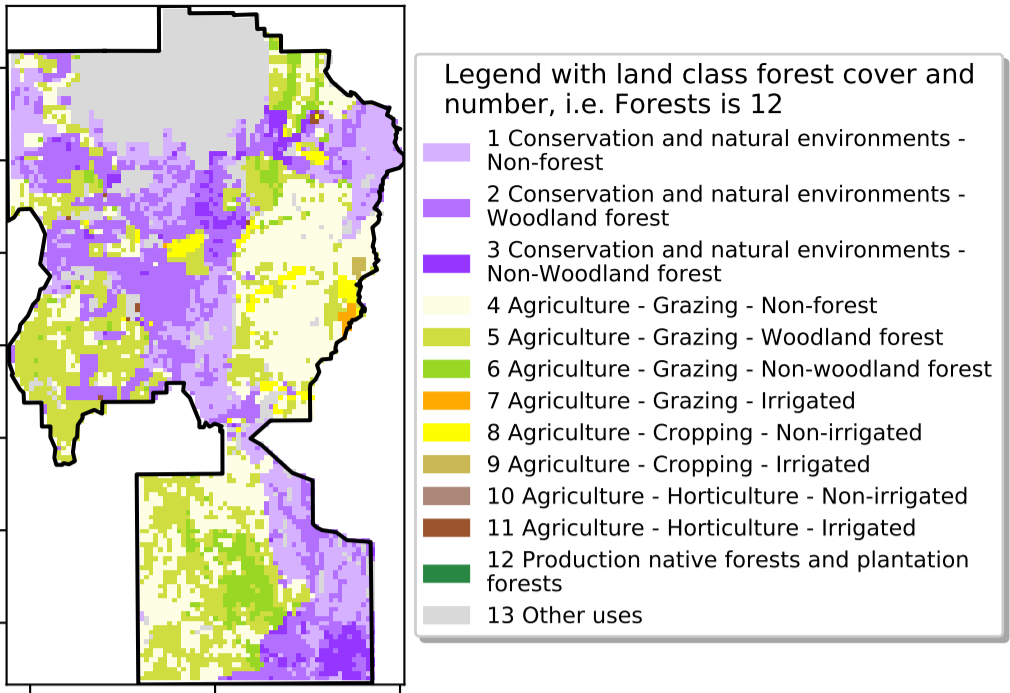 Legend with land class forest cover and
number, i.e. Forests is 12
1 Conservation and natural environments -
Non-forest
2 Conservation and natural environments -
Woodland forest
3 Conservation and natural environments -
Non-Woodland forest
4 Agriculture - Grazing - Non-forest
5 Agriculture - Grazing - Woodland forest
6 Agriculture - Grazing - Non-woodland forest
7 Agriculture - Grazing - Irrigated
8 Agriculture - Cropping - Non-irrigated
9 Agriculture - Cropping - Irrigated
10 Agriculture - Horticulture - Non-irrigated
11 Agriculture - Horticulture - Irrigated
12 Production native forests and plantation
forests
13 Other uses